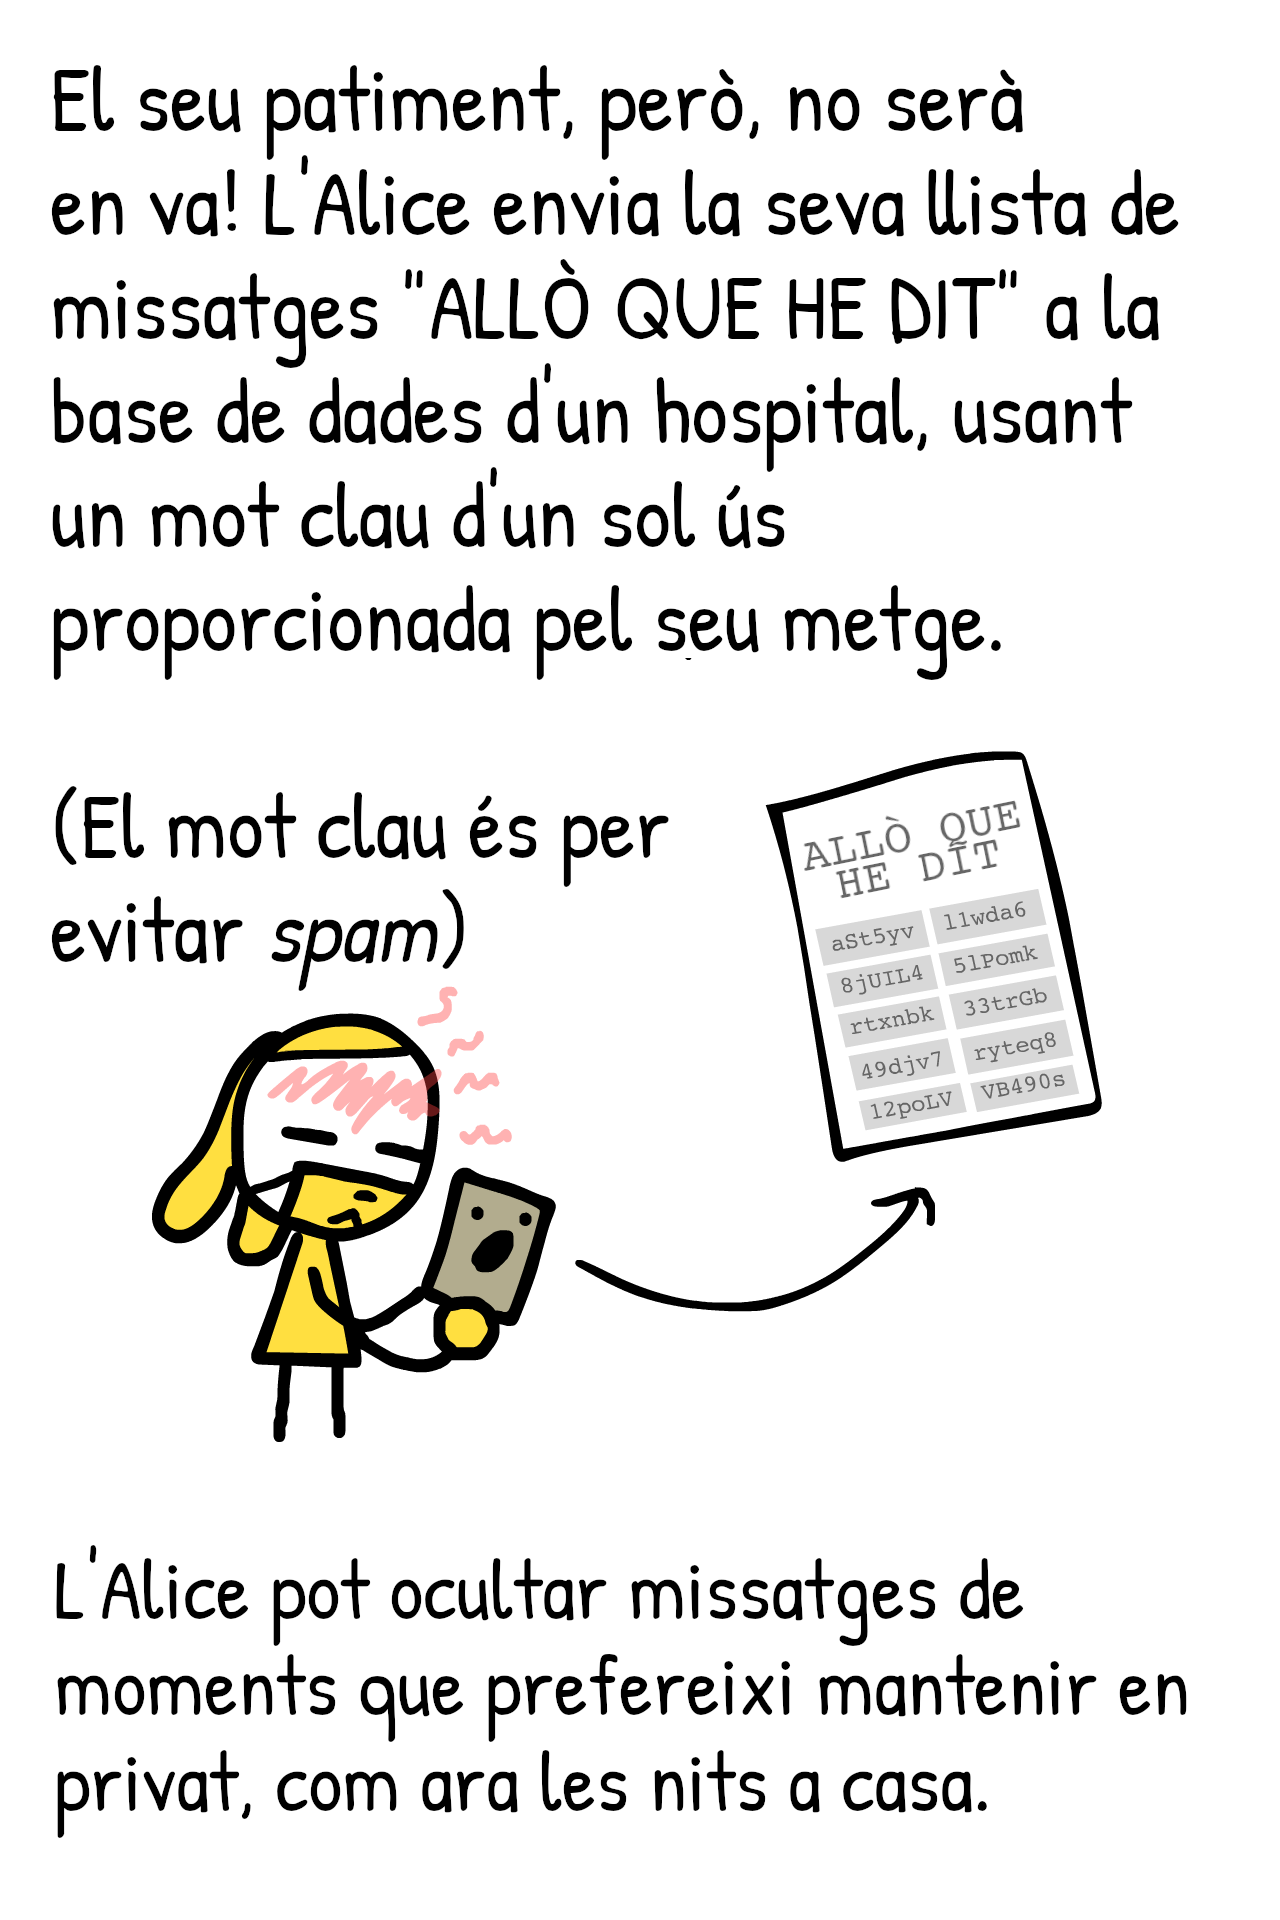 El seu patiment, però, no serà
en va! L'Alice envia la seva llista de
missatges "ALLÒ QUE HE DIT" a la
base de dades d'un hospital, usant
un mot clau d'un sol ús
proporcionada pel seu metge.
(El mot clau és per
evitar spam)
ALLÒ QUE
HE DIT
aSt5yv l1wda6
8jUIL4 5lPomk
rtxnbk 33trGb
49djv7 ryteq8
12poLV VB490s
L'Alice pot ocultar missatges de
moments que prefereixi mantenir en
privat, com ara les nits a casa.